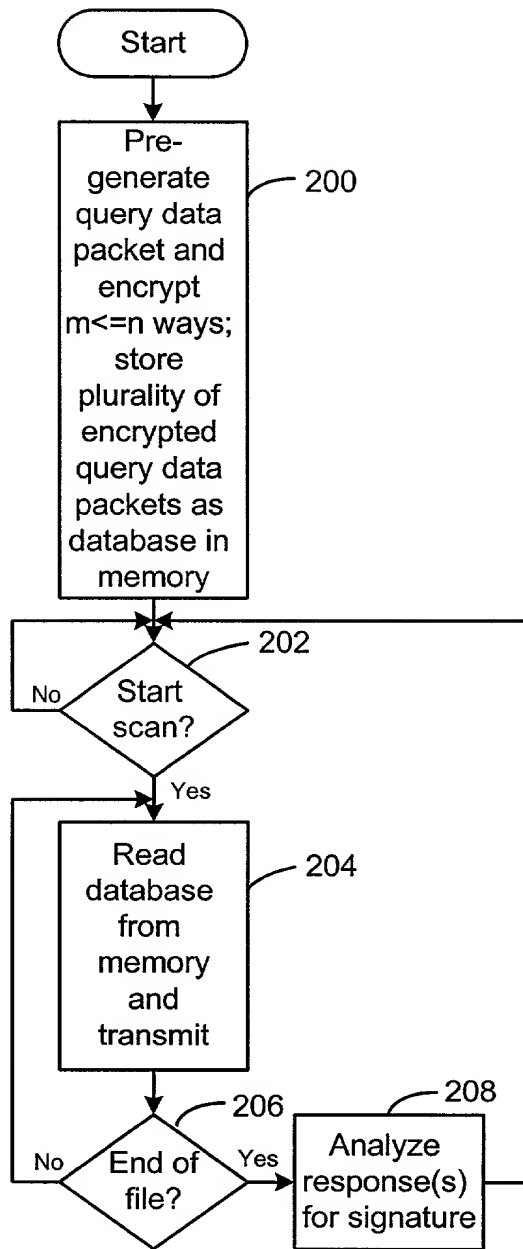 Start
Pre-
generate
query data
packet and
encrypt
m<=n ways;
store
plurality of
encrypted
query data
packets as
database in
memory
200
202
Start
scan?
No
Yes
Read
database
from
memory
and
transmit
204
206
End of
file?
No
Yes
208
Analyze
response(s)
for signature